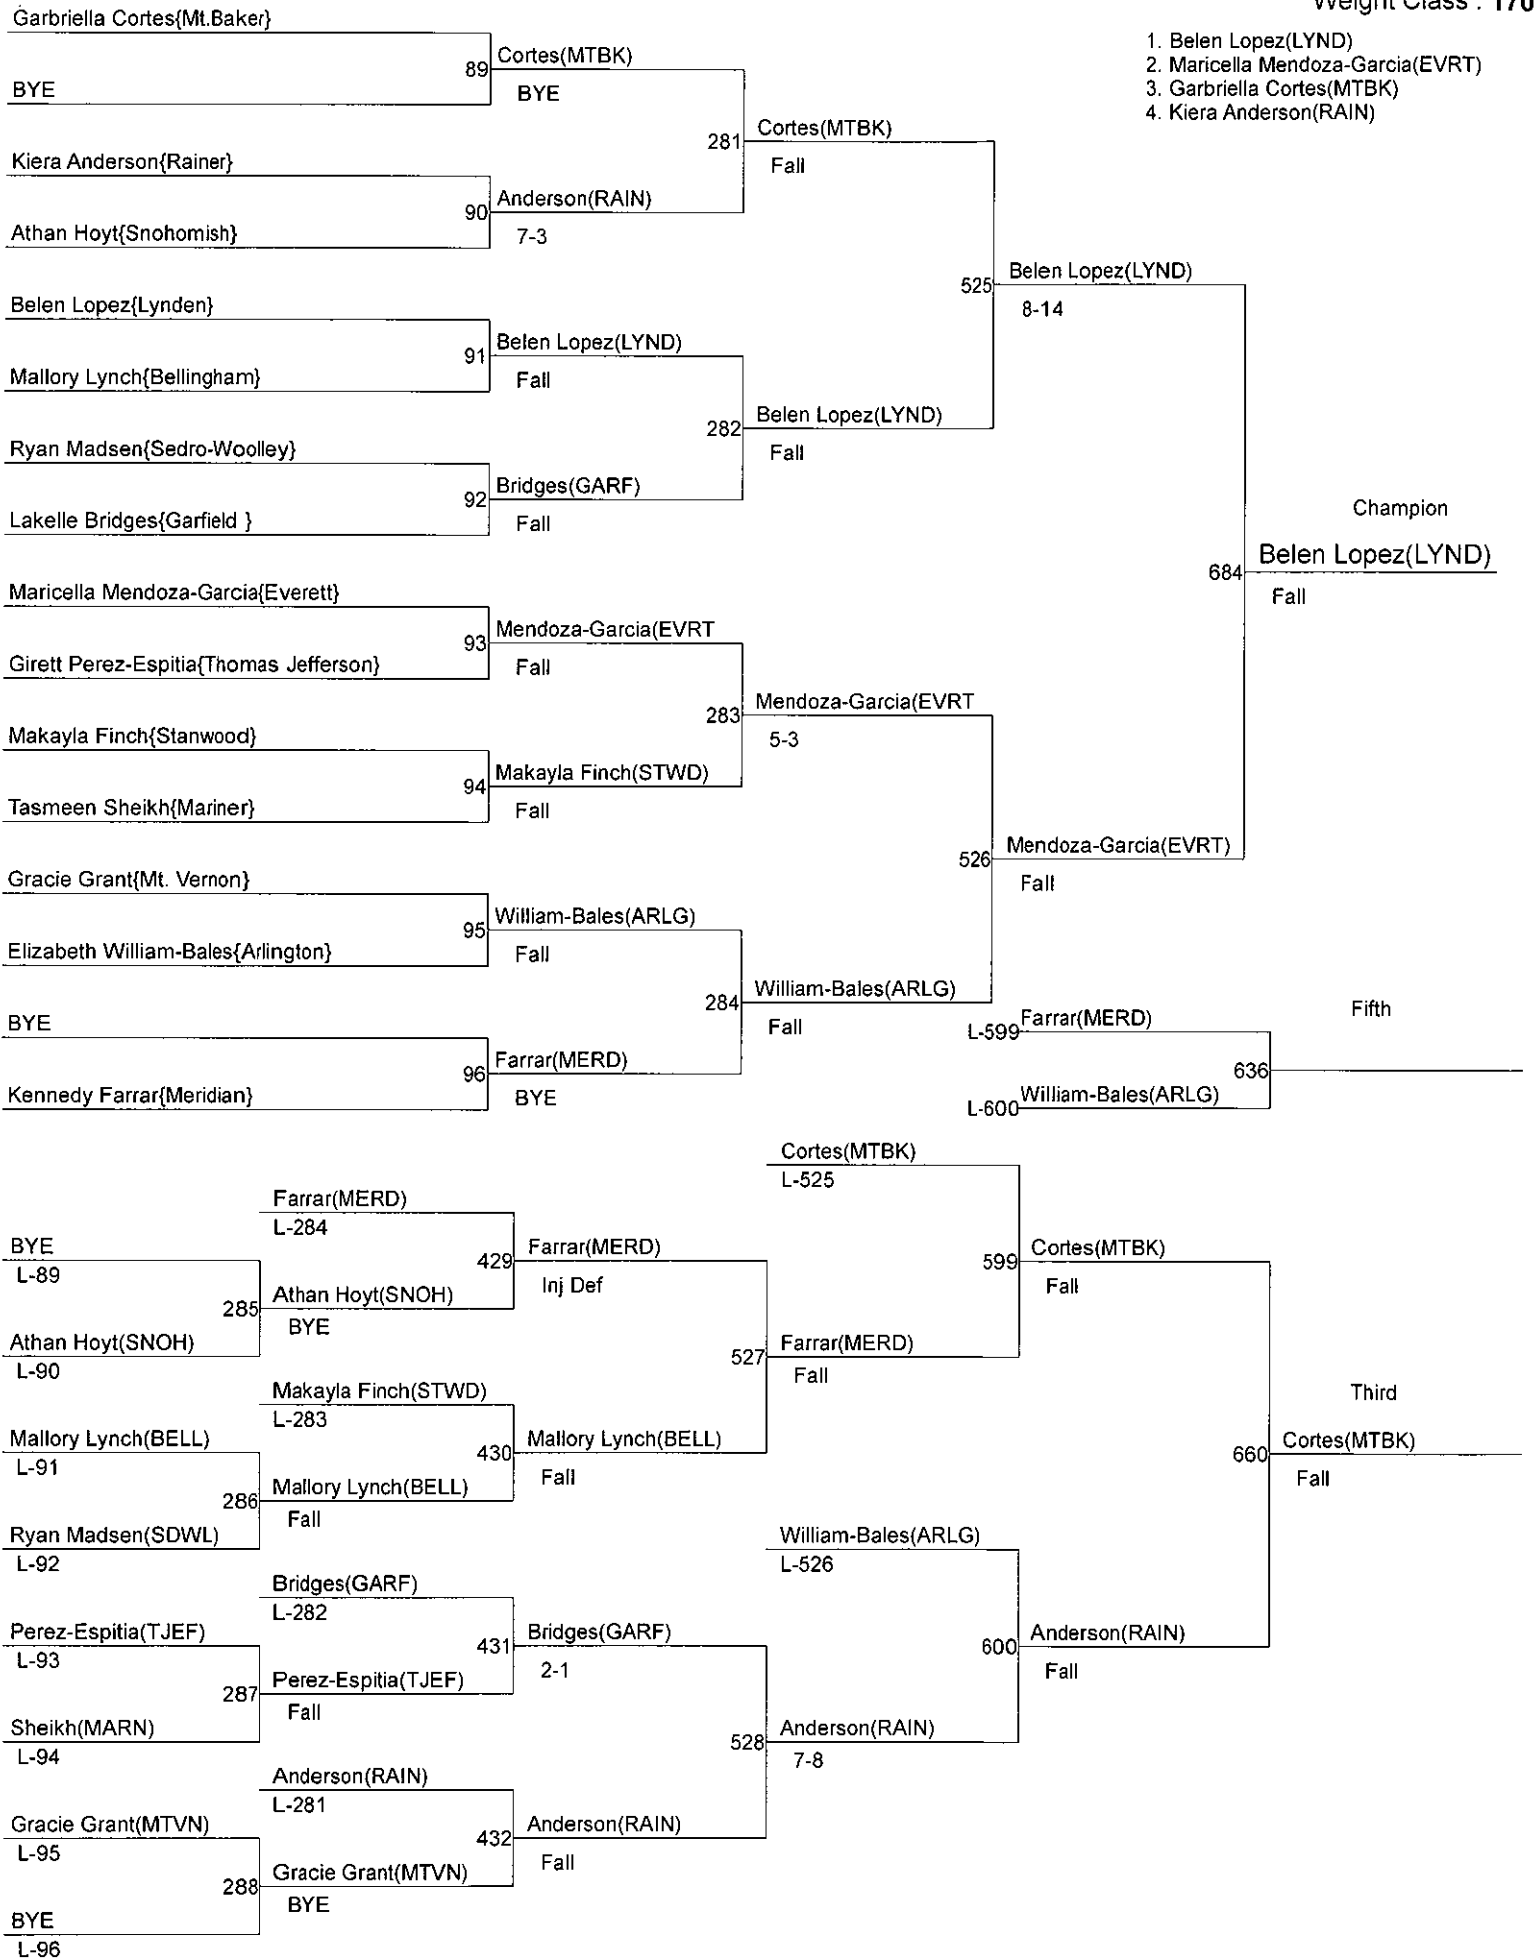 Weight Class : 170
1. Belen Lopez(LYND)
2. Maricella Mendoza-Garcia(EVRT)
3. Garbriella Cortes(MTBK)
4. Kiera Anderson(RAIN)
Garbriella Cortes{Mt.Baker}
89
Cortes(MTBK)
BYE
BYE
281
Cortes(MTBK)
Fall
Kiera Anderson{Rainer}
90
Anderson(RAIN)
7-3
Athan Hoyt{Snohomish}
525
Belen Lopez(LYND)
8-14
Belen Lopez{Lynden}
91
Belen Lopez(LYND)
Fall
Mallory Lynch{Bellingham}
282
Belen Lopez(LYND)
Fall
Ryan Madsen{Sedro-Woolley}
92
Bridges(GARF)
Fall
Lakelle Bridges{Garfield }
Champion
684
Belen Lopez(LYND)
Fall
Maricella Mendoza-Garcia{Everett}
93
Mendoza-Garcia(EVRT
Fall
Girett Perez-Espitia{Thomas Jefferson}
283
Mendoza-Garcia(EVRT
5-3
Makayla Finch{Stanwood}
94
Makayla Finch(STWD)
Fall
Tasmeen Sheikh{Mariner}
526
Mendoza-Garcia(EVRT)
Fall
Gracie Grant{Mt. Vernon}
95
William-Bales(ARLG)
Fall
Elizabeth William-Bales{Arlington}
284
William-Bales(ARLG)
Fall
BYE
96
Farrar(MERD)
BYE
Kennedy Farrar{Meridian}
Fifth
L-599
Farrar(MERD)
636
L-600
William-Bales(ARLG)
Cortes(MTBK)
L-525
Farrar(MERD)
L-284
BYE
L-89
429
Farrar(MERD)
Inj Def
599
Cortes(MTBK)
Fall
285
Athan Hoyt(SNOH)
BYE
Athan Hoyt(SNOH)
L-90
527
Farrar(MERD)
Fall
Makayla Finch(STWD)
L-283
Third
Mallory Lynch(BELL)
L-91
430
Mallory Lynch(BELL)
Fall
660
Cortes(MTBK)
Fall
286
Mallory Lynch(BELL)
Fall
Ryan Madsen(SDWL)
L-92
William-Bales(ARLG)
L-526
Bridges(GARF)
L-282
Perez-Espitia(TJEF)
L-93
431
Bridges(GARF)
2-1
600
Anderson(RAIN)
Fall
287
Perez-Espitia(TJEF)
Fall
Sheikh(MARN)
L-94
528
Anderson(RAIN)
7-8
Anderson(RAIN)
L-281
Gracie Grant(MTVN)
L-95
432
Anderson(RAIN)
Fall
288
Gracie Grant(MTVN)
BYE
BYE
L-96